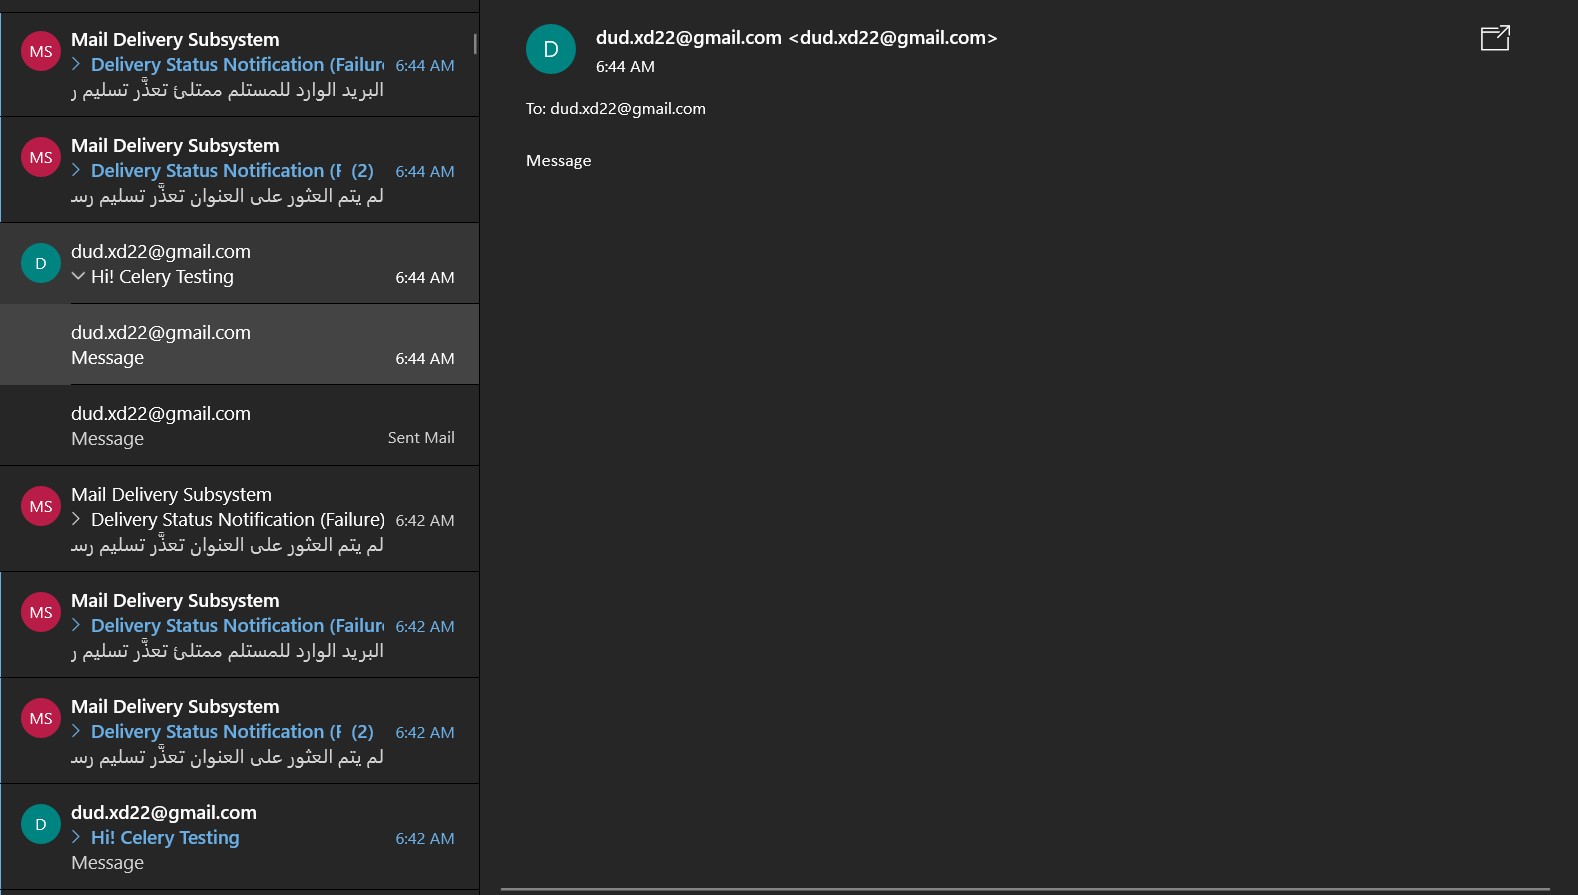 MS
Mail Delivery Subsystem
Delivery Status Notification (Failure 6:44 AM
البريد الوارد للمستلم ممتلئ تعذَّر تسليم ر
MS
Mail Delivery Subsystem
Delivery Status Notification (F (2) 6:44 AM
لم يتم العثور على العنوان تعذَّر تسليم رسـ
D
dud.xd22@gmail.com
Hi! Celery Testing 6:44 AM
dud.xd22@gmail.com
Message 6:44 AM
dud.xd22@gmail.com
Message Sent Mail
MS
Mail Delivery Subsystem
Delivery Status Notification (Failure) 6:42 AM
لم يتم العثور على العنوان تعذَّر تسليم رسـ
MS
Mail Delivery Subsystem
Delivery Status Notification (Failure 6:42 AM
البريد الوارد للمستلم ممتلئ تعذَّر تسليم ر
MS
Mail Delivery Subsystem
Delivery Status Notification (F (2) 6:42 AM
لم يتم العثور على العنوان تعذَّر تسليم رسـ
D
dud.xd22@gmail.com
Hi! Celery Testing 6:42 AM
Message
D
dud.xd22@gmail.com <dud.xd22@gmail.com>
6:44 AM
To: dud.xd22@gmail.com
Message